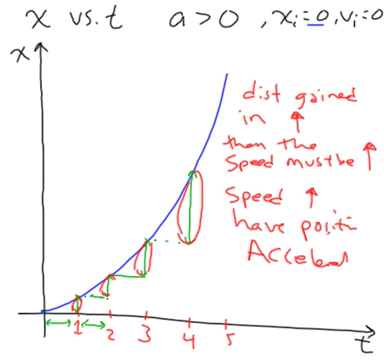 x vs. t a > 0 , xᵢ = 0, vᵢ = 0
x
dist gained
in ↑
then the
Speed must be ↑
Speed ↑
have positi
Acceleral
1 2 3 4 5
t